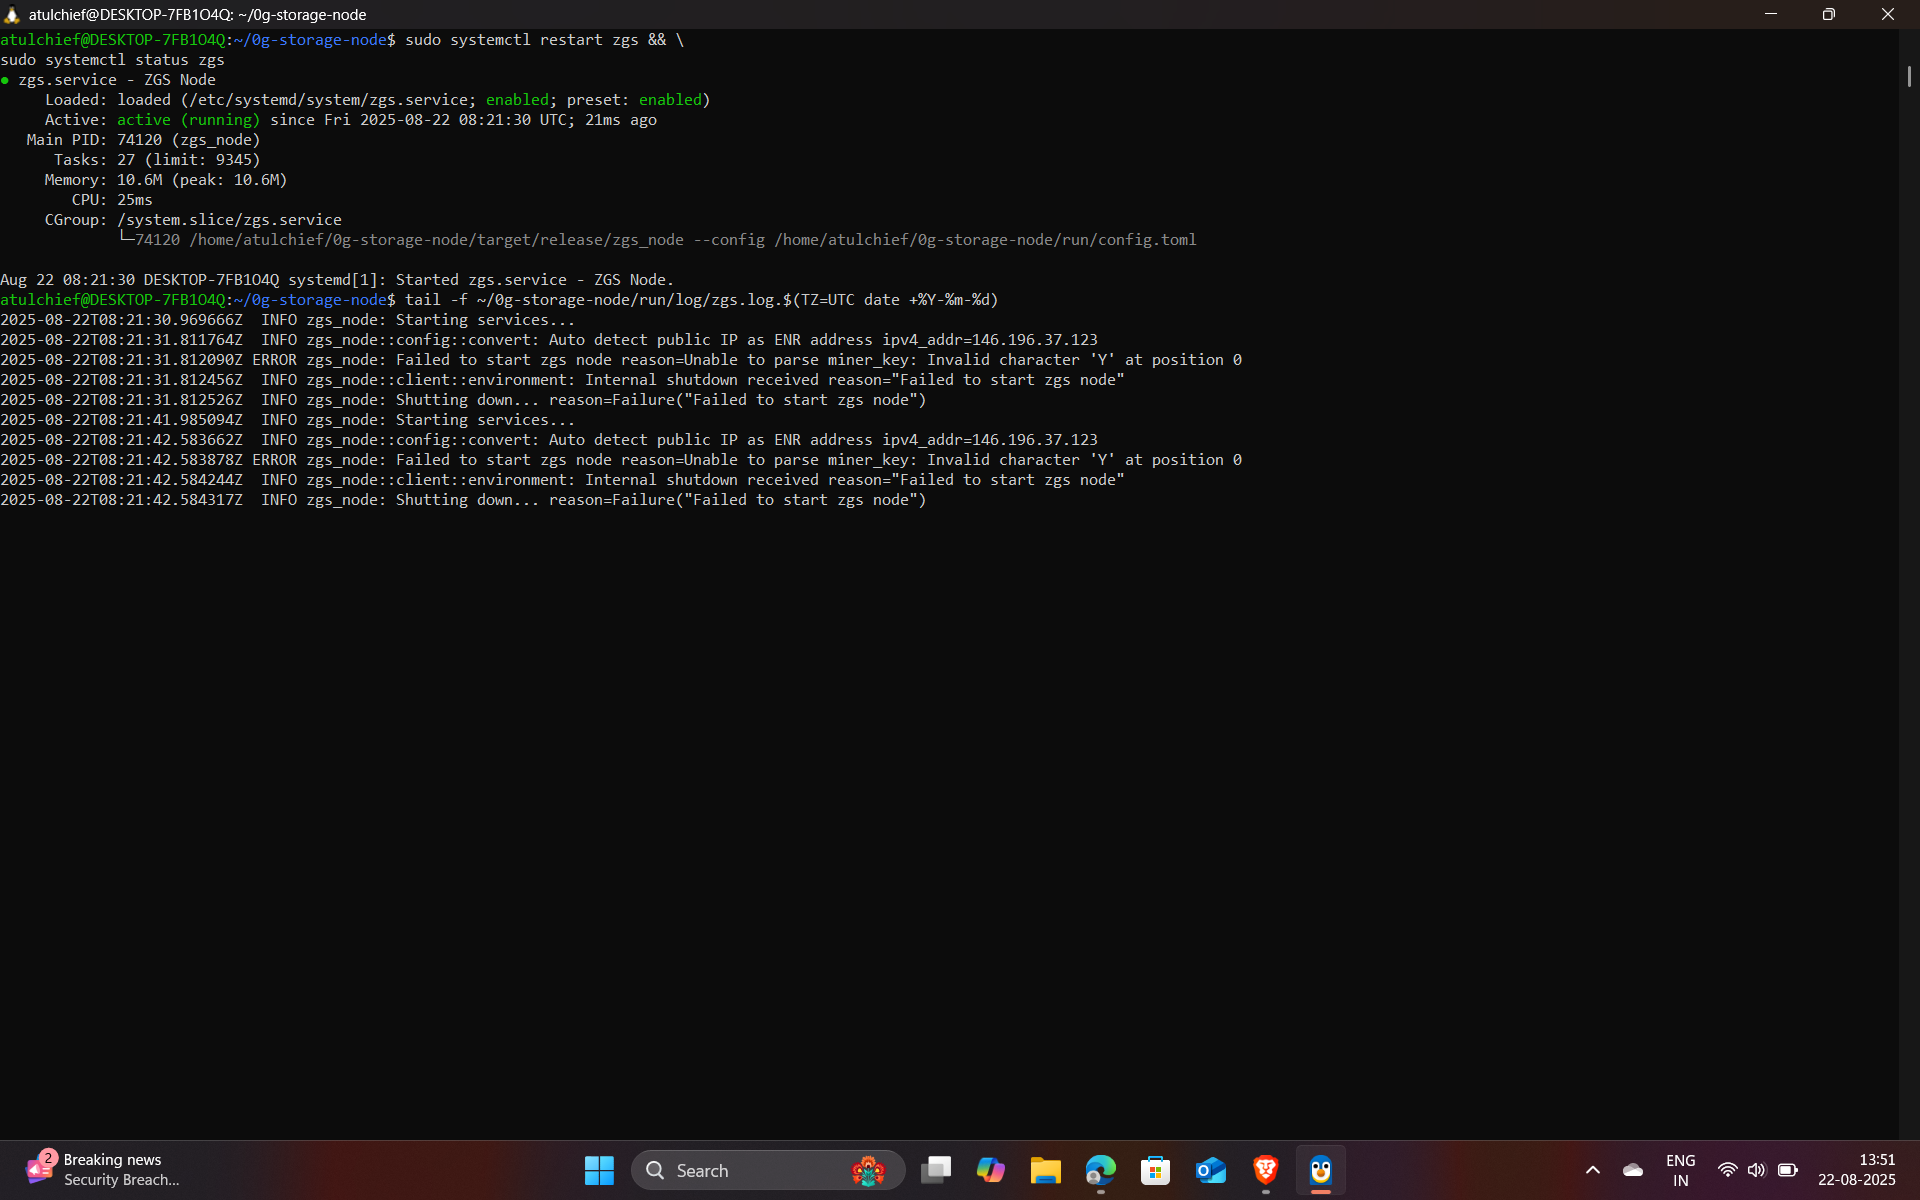 atulchief@DESKTOP-7FB1O4Q: ~/0g-storage-node
atulchief@DESKTOP-7FB1O4Q:~/0g-storage-node$ sudo systemctl restart zgs && \
sudo systemctl status zgs
● zgs.service - ZGS Node
Loaded: loaded (/etc/systemd/system/zgs.service; enabled; preset: enabled)
Active: active (running) since Fri 2025-08-22 08:21:30 UTC; 21ms ago
Main PID: 74120 (zgs_node)
Tasks: 27 (limit: 9345)
Memory: 10.6M (peak: 10.6M)
CPU: 25ms
CGroup: /system.slice/zgs.service
└─74120 /home/atulchief/0g-storage-node/target/release/zgs_node --config /home/atulchief/0g-storage-node/run/config.toml
Aug 22 08:21:30 DESKTOP-7FB1O4Q systemd[1]: Started zgs.service - ZGS Node.
atulchief@DESKTOP-7FB1O4Q:~/0g-storage-node$ tail -f ~/0g-storage-node/run/log/zgs.log.$(TZ=UTC date +%Y-%m-%d)
2025-08-22T08:21:30.969666Z  INFO zgs_node: Starting services...
2025-08-22T08:21:31.811764Z  INFO zgs_node::config::convert: Auto detect public IP as ENR address ipv4_addr=146.196.37.123
2025-08-22T08:21:31.812090Z ERROR zgs_node: Failed to start zgs node reason=Unable to parse miner_key: Invalid character 'Y' at position 0
2025-08-22T08:21:31.812456Z  INFO zgs_node::client::environment: Internal shutdown received reason="Failed to start zgs node"
2025-08-22T08:21:31.812526Z  INFO zgs_node: Shutting down... reason=Failure("Failed to start zgs node")
2025-08-22T08:21:41.985094Z  INFO zgs_node: Starting services...
2025-08-22T08:21:42.583662Z  INFO zgs_node::config::convert: Auto detect public IP as ENR address ipv4_addr=146.196.37.123
2025-08-22T08:21:42.583878Z ERROR zgs_node: Failed to start zgs node reason=Unable to parse miner_key: Invalid character 'Y' at position 0
2025-08-22T08:21:42.584244Z  INFO zgs_node::client::environment: Internal shutdown received reason="Failed to start zgs node"
2025-08-22T08:21:42.584317Z  INFO zgs_node: Shutting down... reason=Failure("Failed to start zgs node")
2
Breaking news
Security Breach...
Search
ENG
IN
13:51
22-08-2025